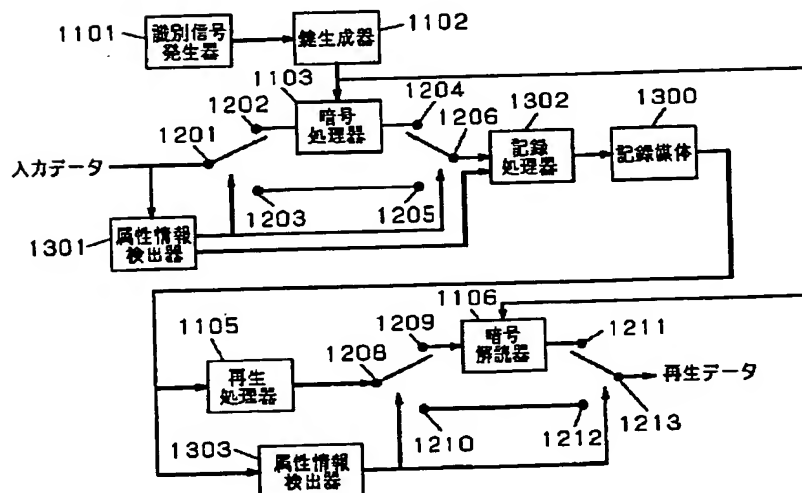 1101
識別信号
発生器
鍵生成器
1102
1103
1202
暗号
処理器
1204
1206
1302
1300
1201
入力データ
記録
処理器
記録媒体
1203
1205
1301
属性情報
検出器
1106
1105
1208
1209
暗号
解読器
1211
再生
処理器
再生データ
1303
1210
1212
1213
属性情報
検出器